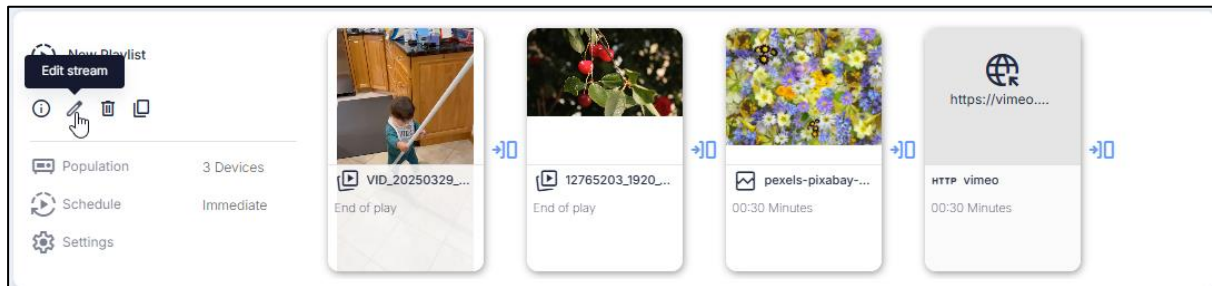 New Playlist
Edit stream
Population
3 Devices
Schedule
Immediate
Settings
VID_20250329_...
End of play
12765203_1920_...
End of play
pexels-pixabay-...
00:30 Minutes
https://vimeo....
HTTP vimeo
00:30 Minutes